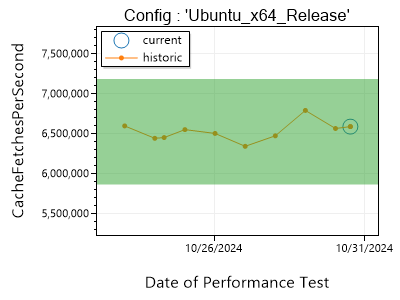 Config : 'Ubuntu_x64_Release'
current
historic
7,500,000
7,000,000
6,500,000
6,000,000
5,500,000
CacheFetchesPerSecond
10/26/2024
10/31/2024
Date of Performance Test